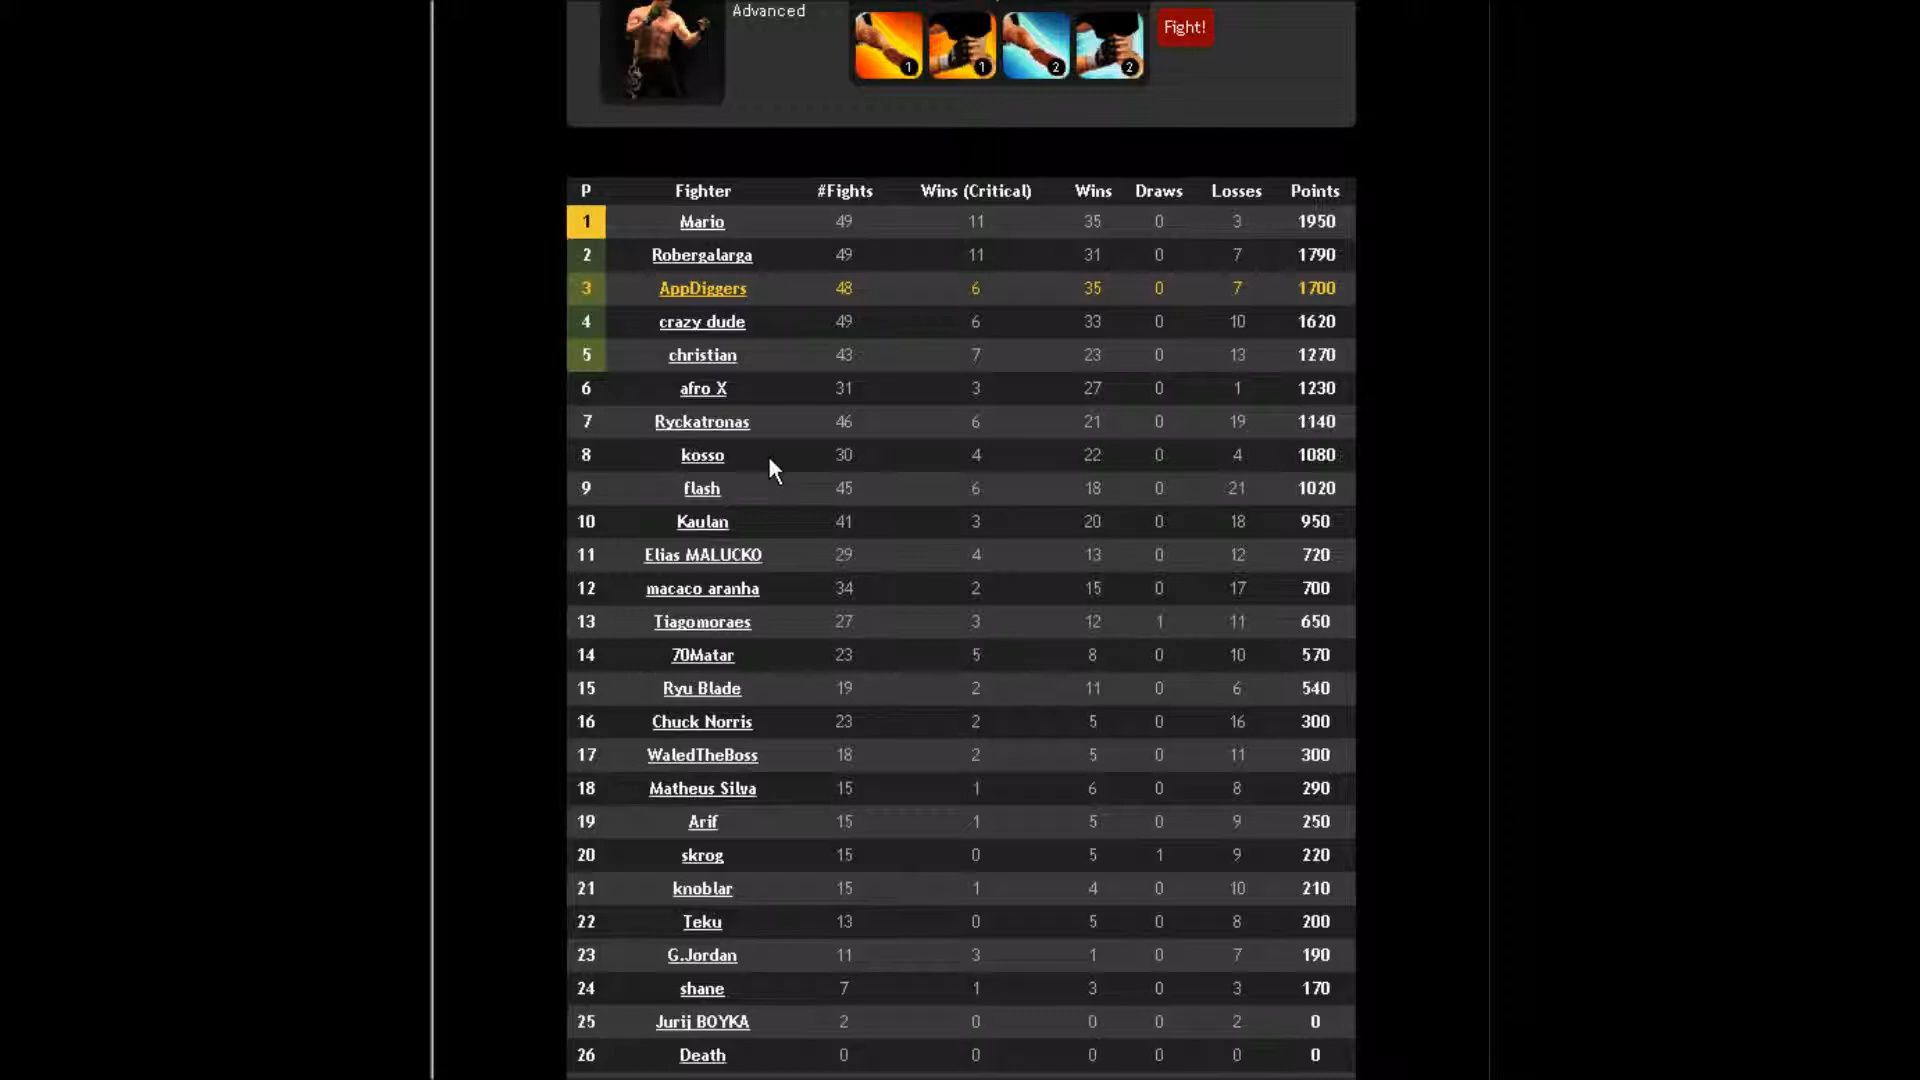 Advanced
1 1 2 2
Fight!
P Fighter #Fights Wins (Critical) Wins Draws Losses Points
1 Mario 49 11 35 0 3 1950
2 Robergalarga 49 11 31 0 7 1790
3 AppDiggers 48 6 35 0 7 1700
4 crazy dude 49 6 33 0 10 1620
5 christian 43 7 23 0 13 1270
6 afro X 31 3 27 0 1 1230
7 Ryckatronas 46 6 21 0 19 1140
8 kosso 30 4 22 0 4 1080
9 flash 45 6 18 0 21 1020
10 Kaulan 41 3 20 0 18 950
11 Elias MALUCKO 29 4 13 0 12 720
12 macaco aranha 34 2 15 0 17 700
13 Tiagomoraes 27 3 12 1 11 650
14 70Matar 23 5 8 0 10 570
15 Ryu Blade 19 2 11 0 6 540
16 Chuck Norris 23 2 5 0 16 300
17 WaledTheBoss 18 2 5 0 11 300
18 Matheus Silva 15 1 6 0 8 290
19 Arif 15 1 5 0 9 250
20 skrog 15 0 5 1 9 220
21 knoblar 15 1 4 0 10 210
22 Teku 13 0 5 0 8 200
23 G.Jordan 11 3 1 0 7 190
24 shane 7 1 3 0 3 170
25 Jurij BOYKA 2 0 0 0 2 0
26 Death 0 0 0 0 0 0